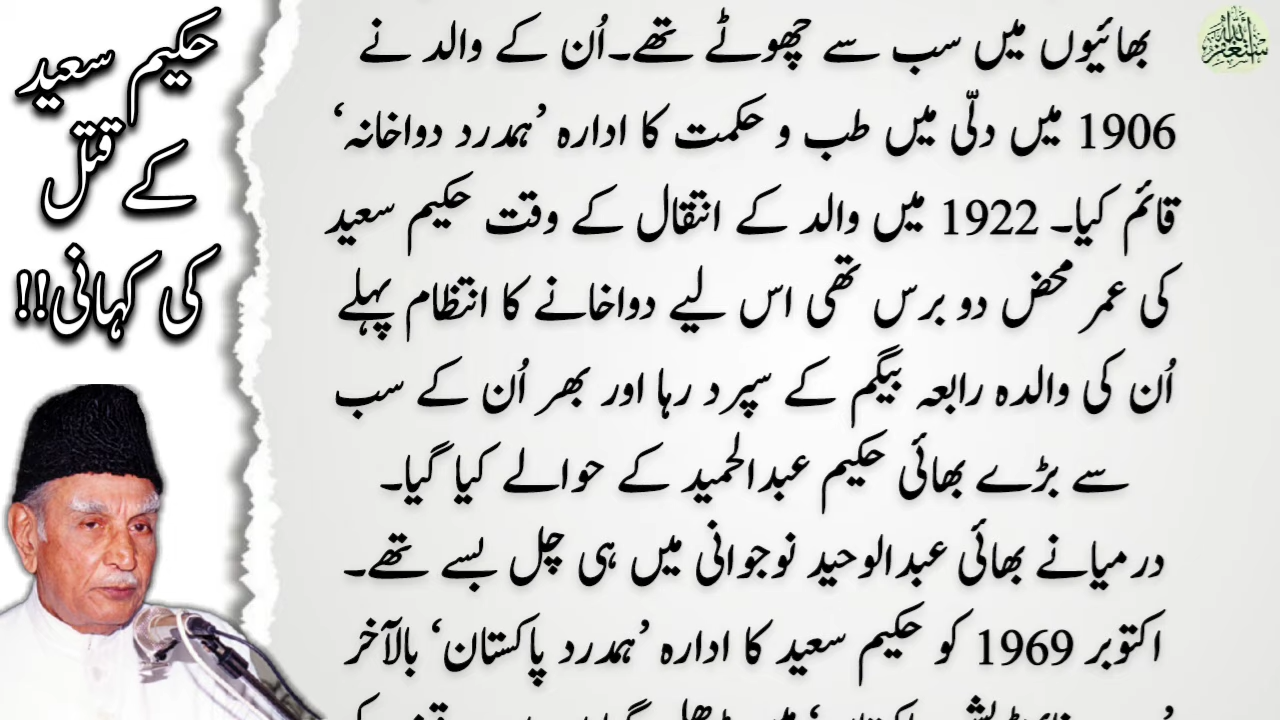 حکیم سعید
کے قتل
کی کہانی!!
بھائیوں میں سب سے چھوٹے تھے۔اُن کے والد نے
1906 میں دلّی میں طب و حکمت کا ادارہ ’ہمدرد دواخانہ‘
قائم کیا۔ 1922 میں والد کے انتقال کے وقت حکیم سعید
کی عمر محض دو برس تھی اس لیے دواخانے کا انتظام پہلے
اُن کی والدہ رابعہ بیگم کے سپرد رہا اور بھر اُن کے سب
سے بڑے بھائی حکیم عبدالحمید کے حوالے کیا گیا۔
درمیانے بھائی عبدالوحید نوجوانی میں ہی چل بسے تھے۔
اکتوبر 1969 کو حکیم سعید کا ادارہ ’ہمدرد پاکستان‘ بالآخر